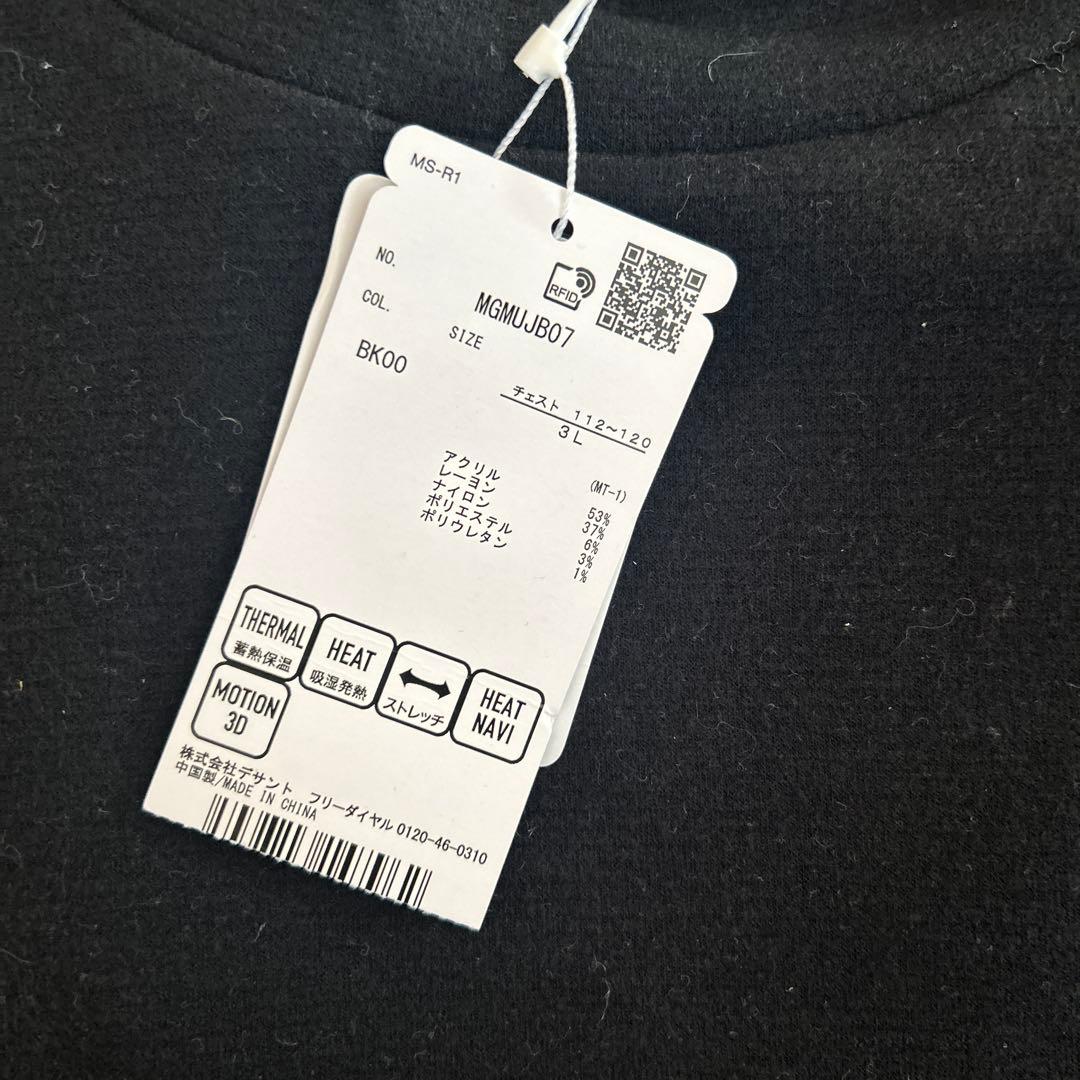 MS-R1
RFID
NO.
MGMUJB07
COL.
SIZE
BK00
チェスト 112〜120
3L
(MT-1)
アクリル 53%
レーヨン 37%
ナイロン 6%
ポリエステル 3%
ポリウレタン 1%
THERMAL
蓄熱保温
HEAT
吸湿発熱
ストレッチ
HEAT
NAVI
MOTION
3D
株式会社デサント フリーダイヤル 0120-46-0310
中国製/MADE IN CHINA